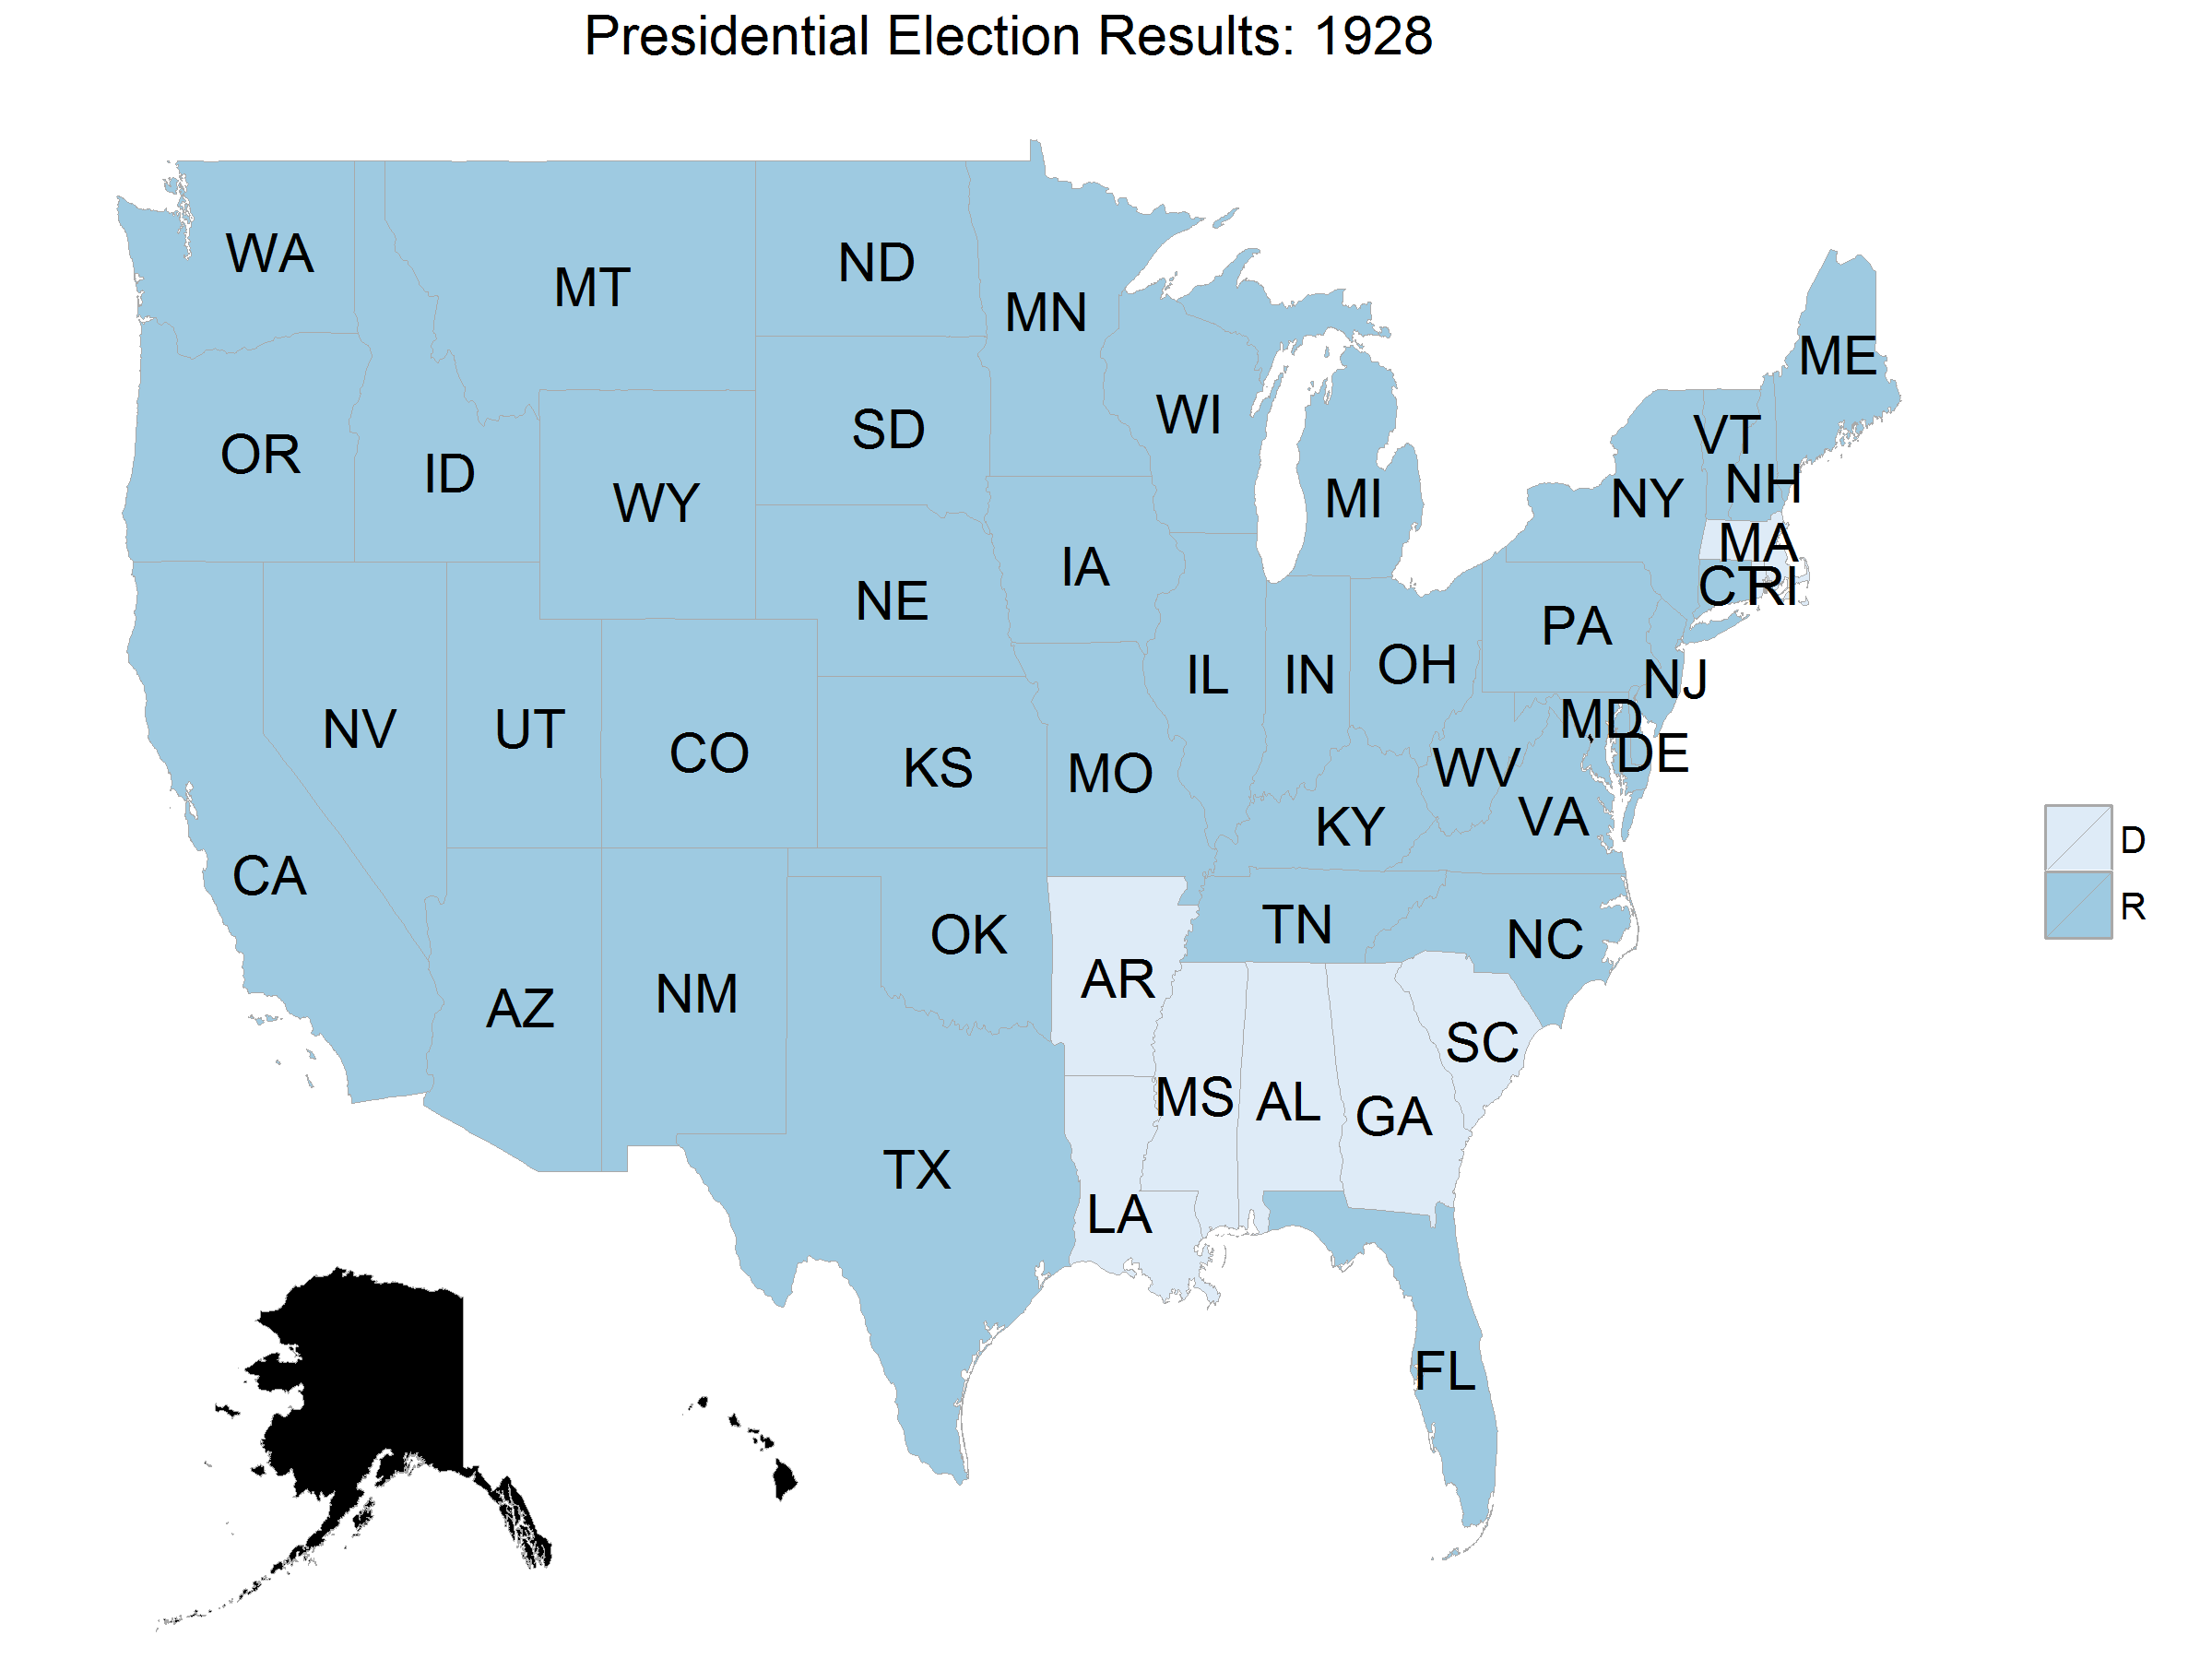 Presidential Election Results: 1928
WA
MT
ND
MN
ME
OR
ID
WY
SD
WI
MI
NY
VT
NH
MA
CT
RI
NE
IA
PA
NJ
IL
IN
OH
MD
DE
NV
UT
CO
KS
MO
WV
VA
KY
CA
D
R
OK
TN
NC
AZ
NM
AR
SC
MS
AL
GA
TX
LA
FL